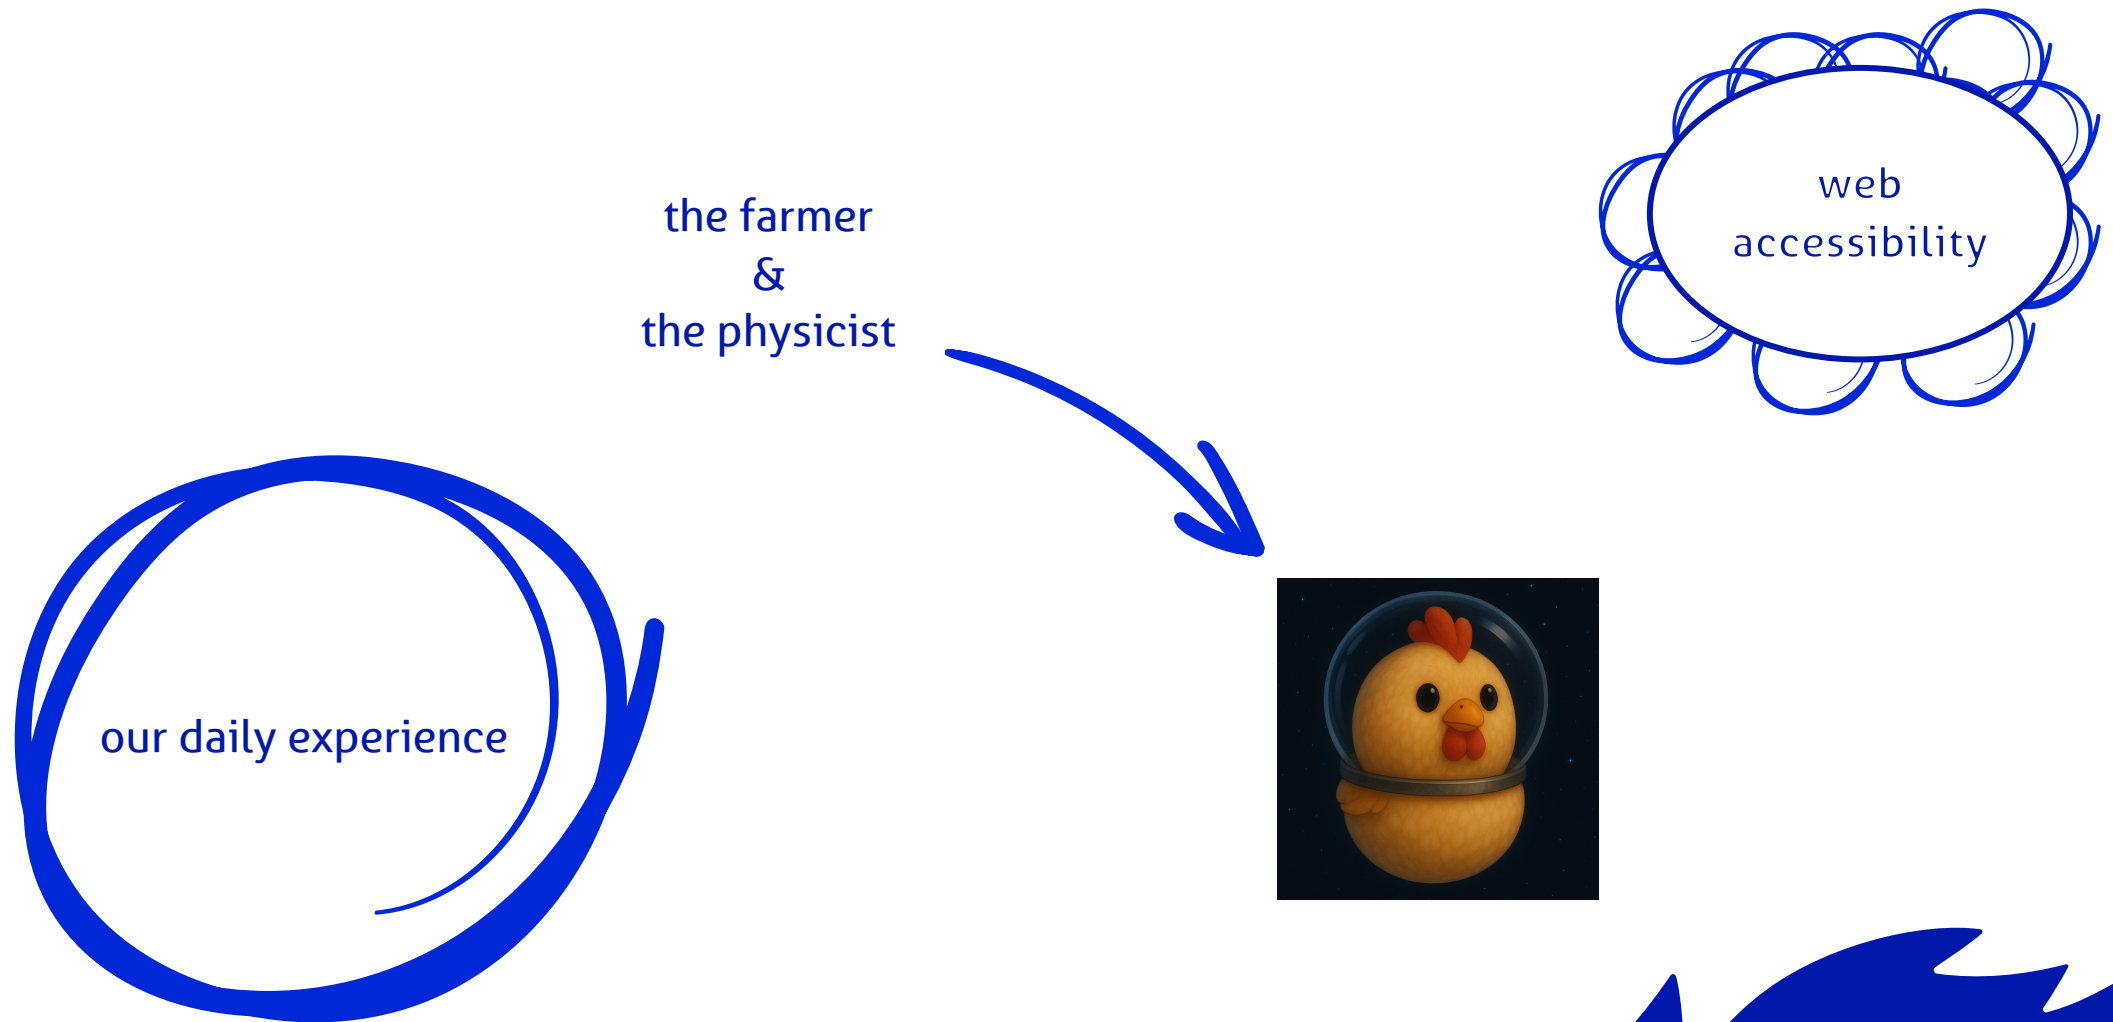 the farmer
&
the physicist
web
accessibility
our daily experience